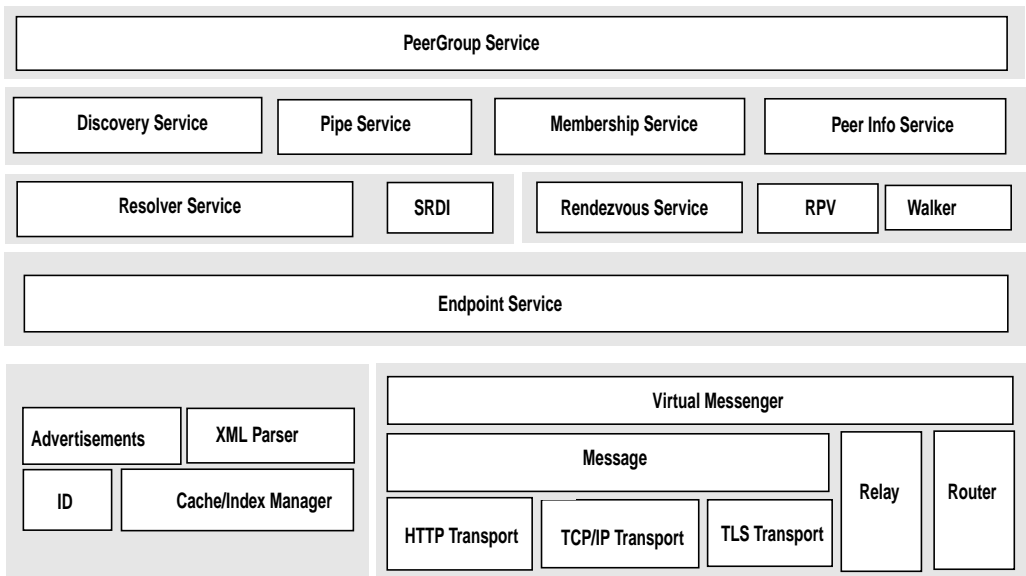 PeerGroup Service
Discovery Service
Pipe Service
Membership Service
Peer Info Service
Resolver Service
SRDI
Rendezvous Service
RPV
Walker
Endpoint Service
Advertisements
XML Parser
ID
Cache/Index Manager
Virtual Messenger
Message
Relay
Router
HTTP Transport
TCP/IP Transport
TLS Transport